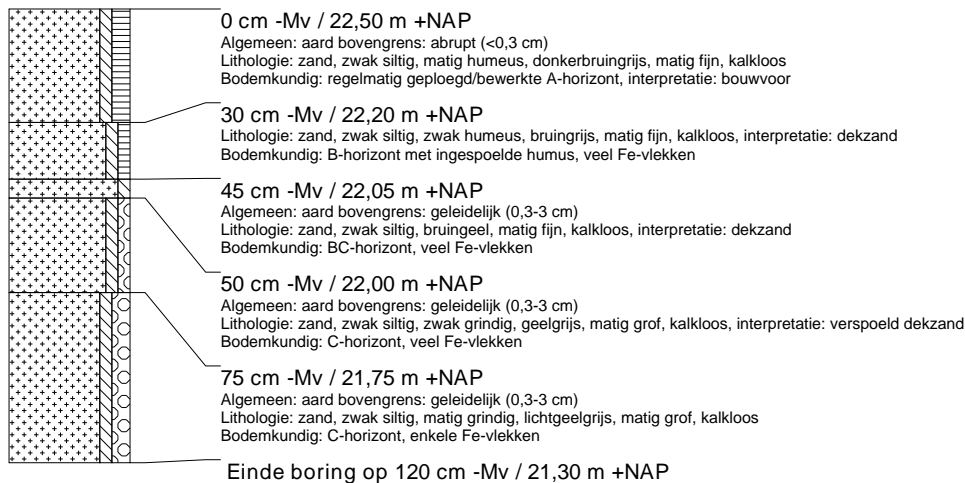 0 cm -Mv / 22,50 m +NAP
Algemeen: aard bovengrens: abrupt (<0,3 cm)
Lithologie: zand, zwak siltig, matig humeus, donkerbruingrijs, matig fijn, kalkloos
Bodemkundig: regelmatig geploegd/bewerkte A-horizont, interpretatie: bouwvoor
30 cm -Mv / 22,20 m +NAP
Lithologie: zand, zwak siltig, zwak humeus, bruingrijs, matig fijn, kalkloos, interpretatie: dekzand
Bodemkundig: B-horizont met ingespoelde humus, veel Fe-vlekken
45 cm -Mv / 22,05 m +NAP
Algemeen: aard bovengrens: geleidelijk (0,3-3 cm)
Lithologie: zand, zwak siltig, bruingeel, matig fijn, kalkloos, interpretatie: dekzand
Bodemkundig: BC-horizont, veel Fe-vlekken
50 cm -Mv / 22,00 m +NAP
Algemeen: aard bovengrens: geleidelijk (0,3-3 cm)
Lithologie: zand, zwak siltig, zwak grindig, geelgrijs, matig grof, kalkloos, interpretatie: verspoeld dekzand
Bodemkundig: C-horizont, veel Fe-vlekken
75 cm -Mv / 21,75 m +NAP
Algemeen: aard bovengrens: geleidelijk (0,3-3 cm)
Lithologie: zand, zwak siltig, matig grindig, lichtgeelgrijs, matig grof, kalkloos
Bodemkundig: C-horizont, enkele Fe-vlekken
Einde boring op 120 cm -Mv / 21,30 m +NAP